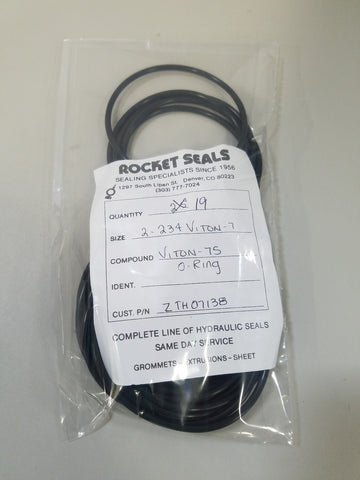 ROCKET SEALS
SEALING SPECIALISTS SINCE 1956
1297 South Lipan St. Denver, CO 80223
(303) 777-7024
QUANTITY 19
SIZE 2-234 VITON-7
COMPOUND VITON-75
O-Ring
IDENT.
CUST. P/N ZTH0713B
COMPLETE LINE OF HYDRAULIC SEALS
SAME DAY SERVICE
GROMMETS-EXTRUSIONS-SHEET